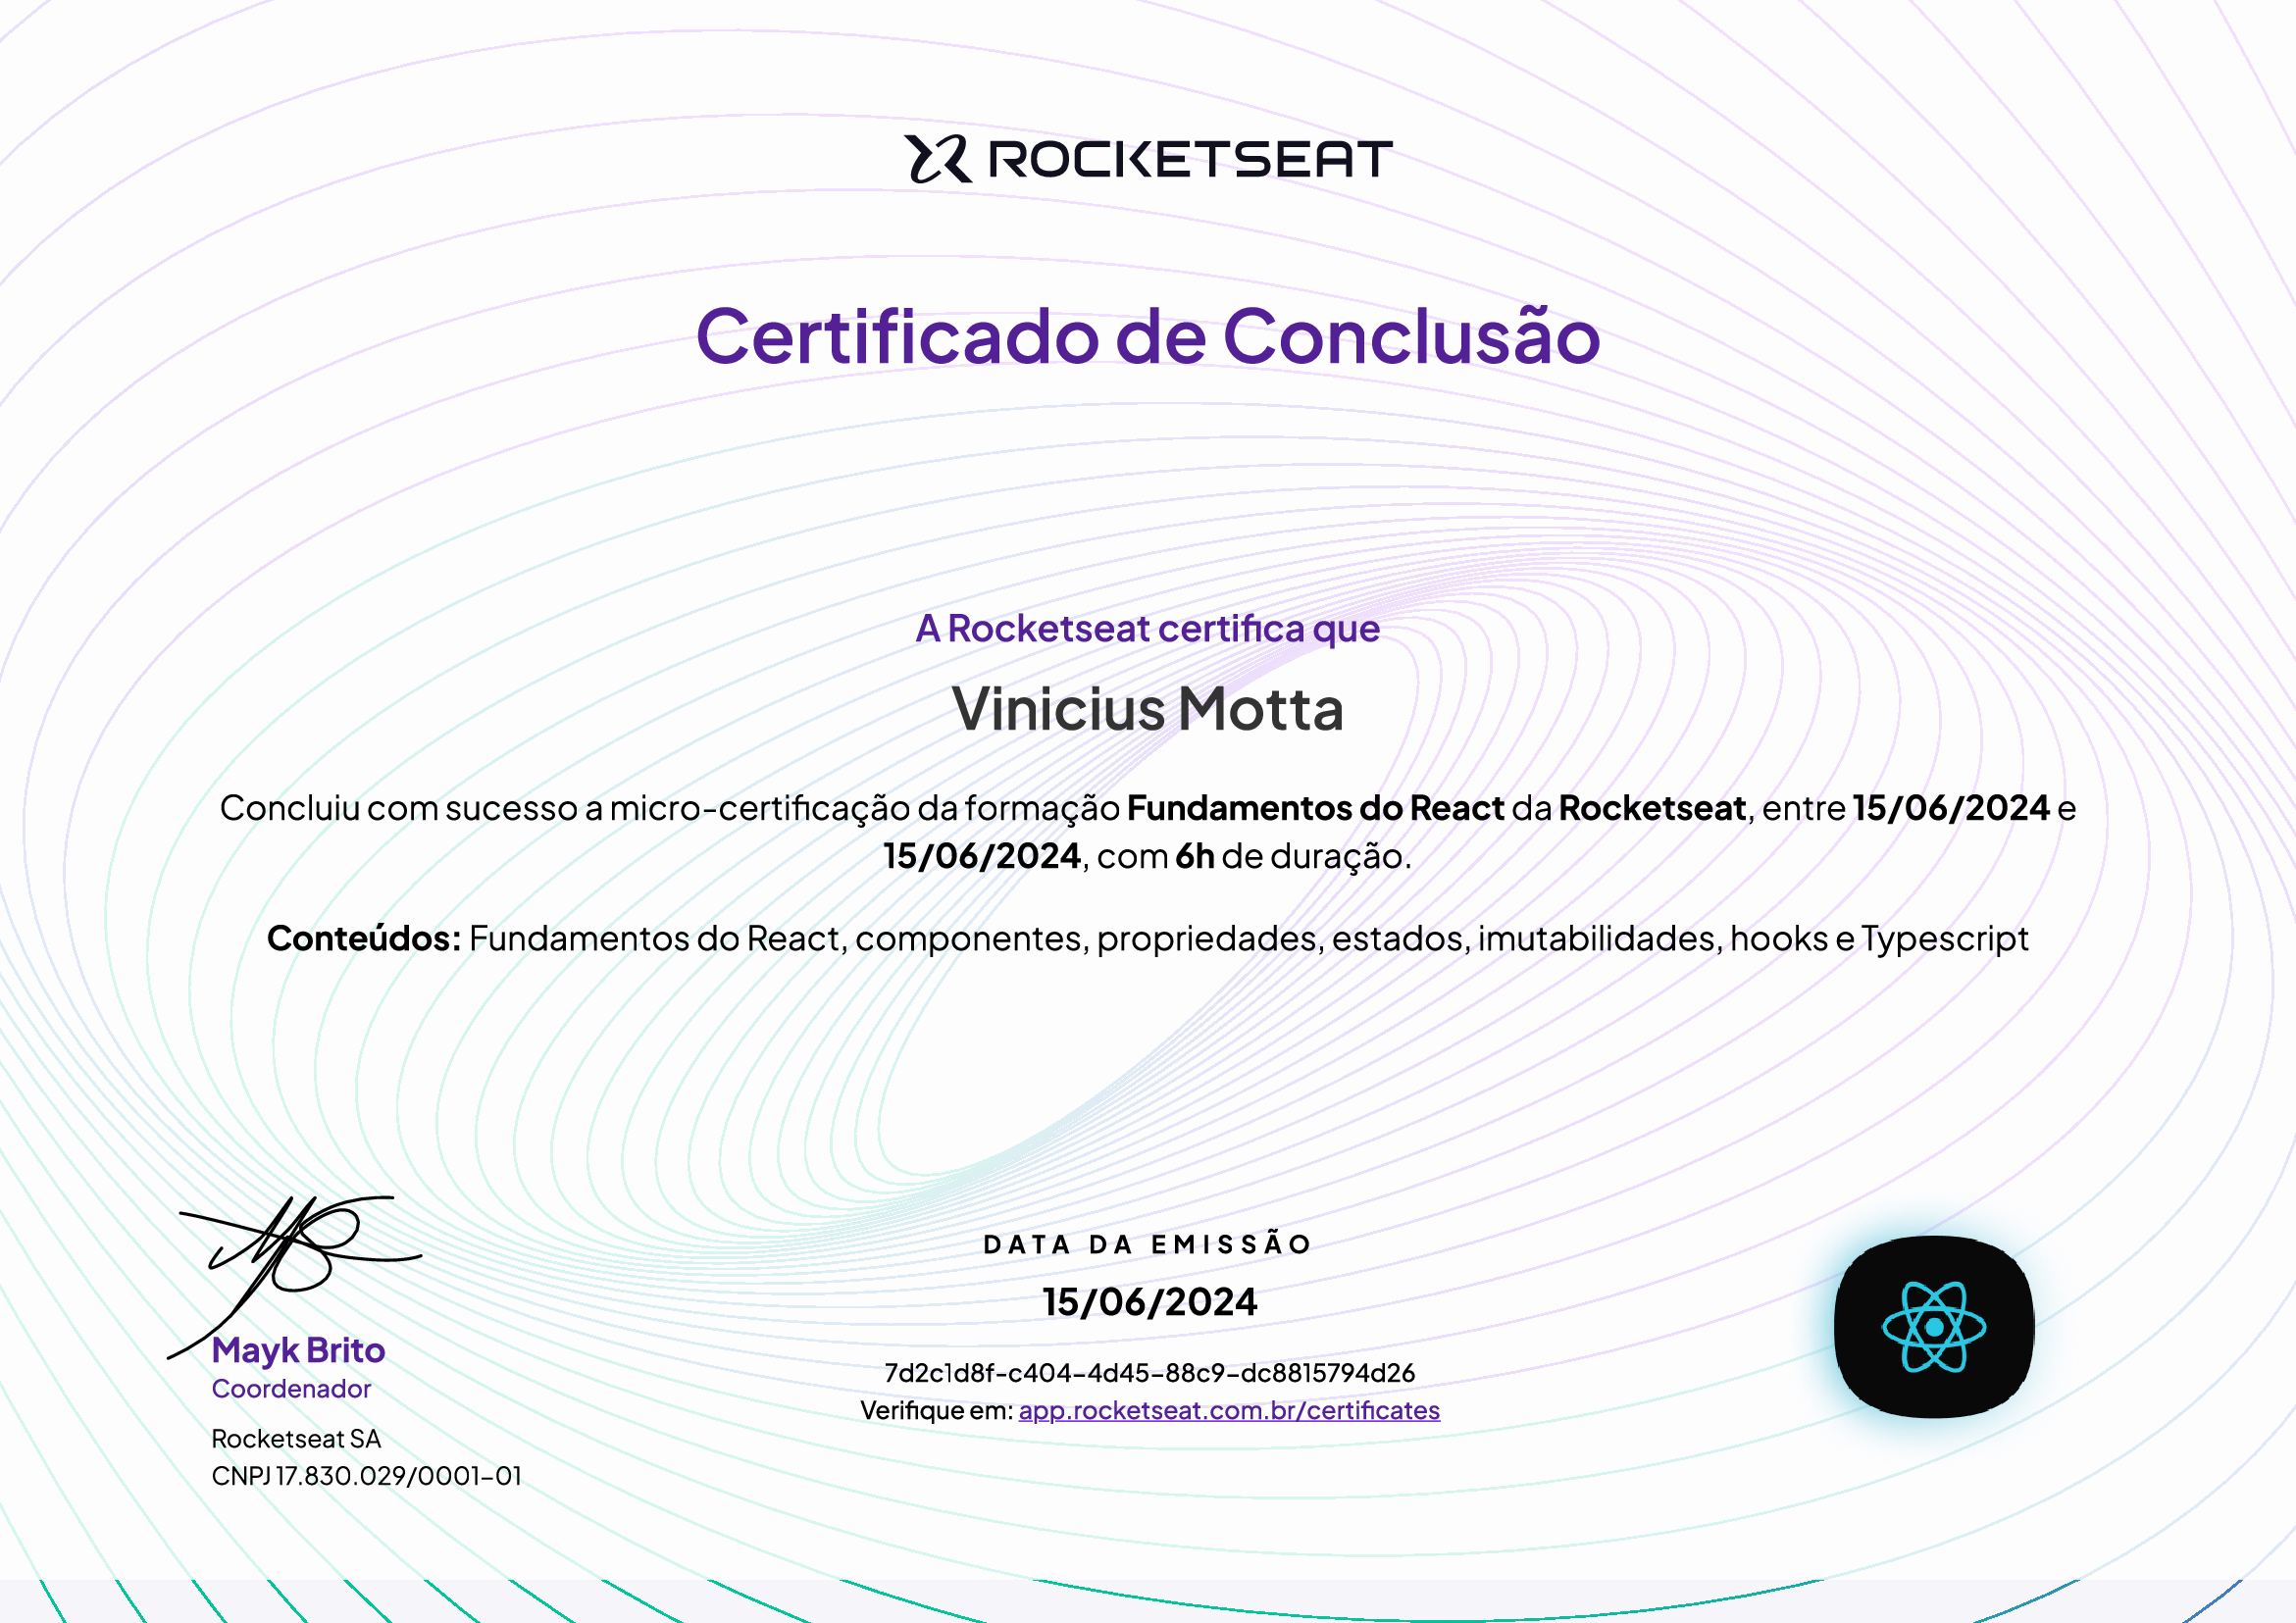 ROCKETSEAT
Certificado de Conclusão
A Rocketseat certifica que
Vinicius Motta
Concluiu com sucesso a micro-certificação da formação Fundamentos do React da Rocketseat, entre 15/06/2024 e
15/06/2024, com 6h de duração.
Conteúdos: Fundamentos do React, componentes, propriedades, estados, imutabilidades, hooks e Typescript
DATA DA EMISSÃO
15/06/2024
7d2c1d8f-c404-4d45-88c9-dc8815794d26
Verifique em: app.rocketseat.com.br/certificates
Mayk Brito
Coordenador
Rocketseat SA
CNPJ 17.830.029/0001-01